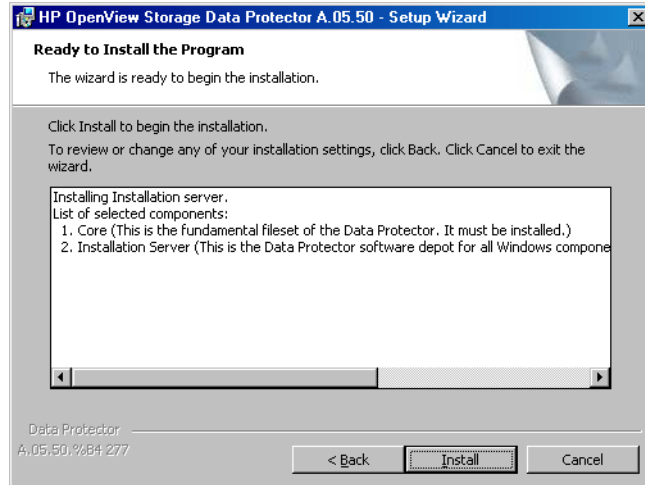 HP OpenView Storage Data Protector A.05.50 - Setup Wizard
Ready to Install the Program
The wizard is ready to begin the installation.
Click Install to begin the installation.
To review or change any of your installation settings, click Back. Click Cancel to exit the
wizard.
Installing Installation server.
List of selected components:
1. Core (This is the fundamental fileset of the Data Protector. It must be installed.)
2. Installation Server (This is the Data Protector software depot for all Windows compone
Data Protector
A.05.50.%B4 277
< Back
Install
Cancel